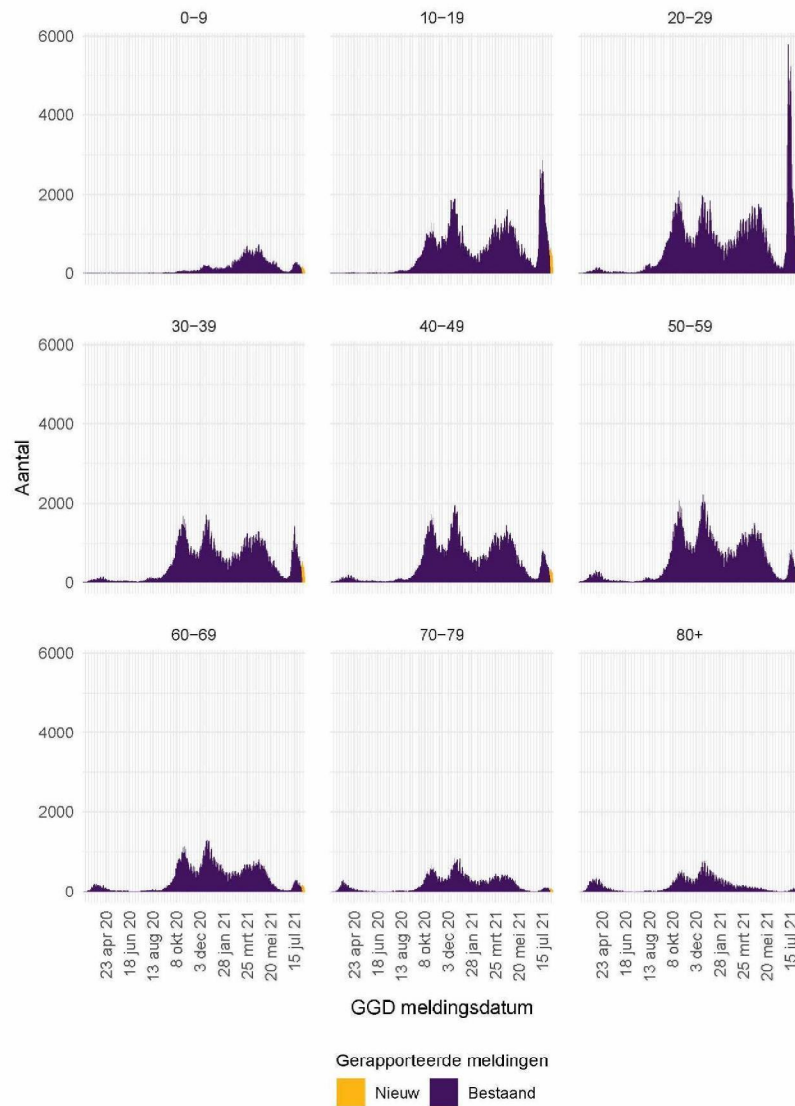 0-9 10-19 20-29
6000
4000
2000
0
30-39 40-49 50-59
6000
4000
2000
0
Aantal
60-69 70-79 80+
6000
4000
2000
0
23 apr 20
18 jun 20
13 aug 20
8 okt 20
3 dec 20
28 jan 21
25 mrt 21
20 mei 21
15 jul 21
23 apr 20
18 jun 20
13 aug 20
8 okt 20
3 dec 20
28 jan 21
25 mrt 21
20 mei 21
15 jul 21
23 apr 20
18 jun 20
13 aug 20
8 okt 20
3 dec 20
28 jan 21
25 mrt 21
20 mei 21
15 jul 21
GGD meldingsdatum
Gerapporteerde meldingen
Nieuw Bestaand